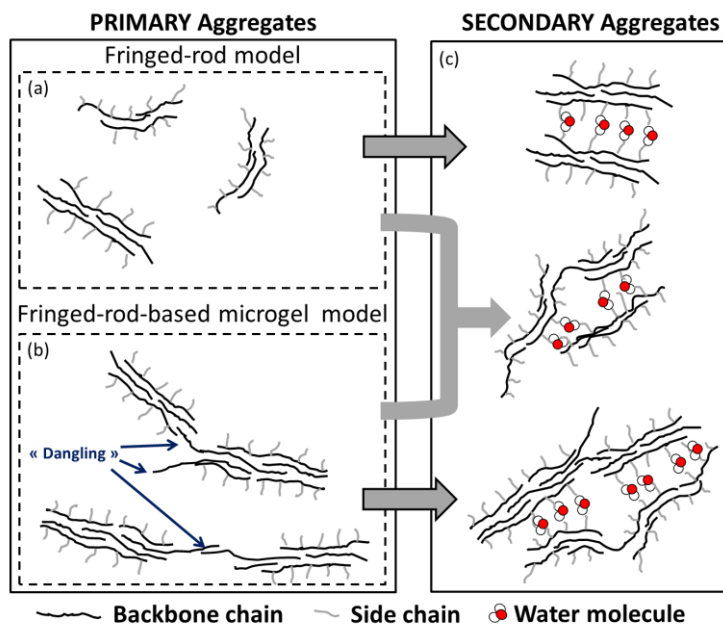 PRIMARY Aggregates
SECONDARY Aggregates
Fringed-rod model
(a)
Fringed-rod-based microgel model
(b)
« Dangling »
(c)
Backbone chain
Side chain
Water molecule